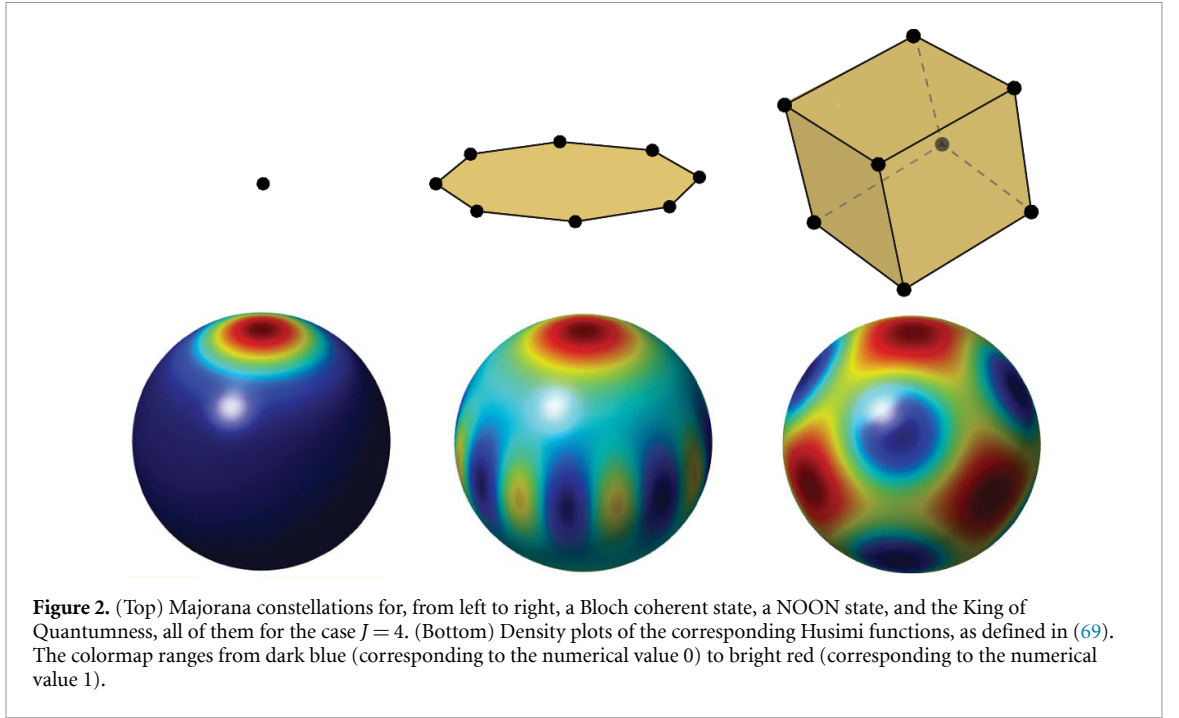 Figure 2. (Top) Majorana constellations for, from left to right, a Bloch coherent state, a NOON state, and the King of
Quantumness, all of them for the case J = 4. (Bottom) Density plots of the corresponding Husimi functions, as defined in (69).
The colormap ranges from dark blue (corresponding to the numerical value 0) to bright red (corresponding to the numerical
value 1).